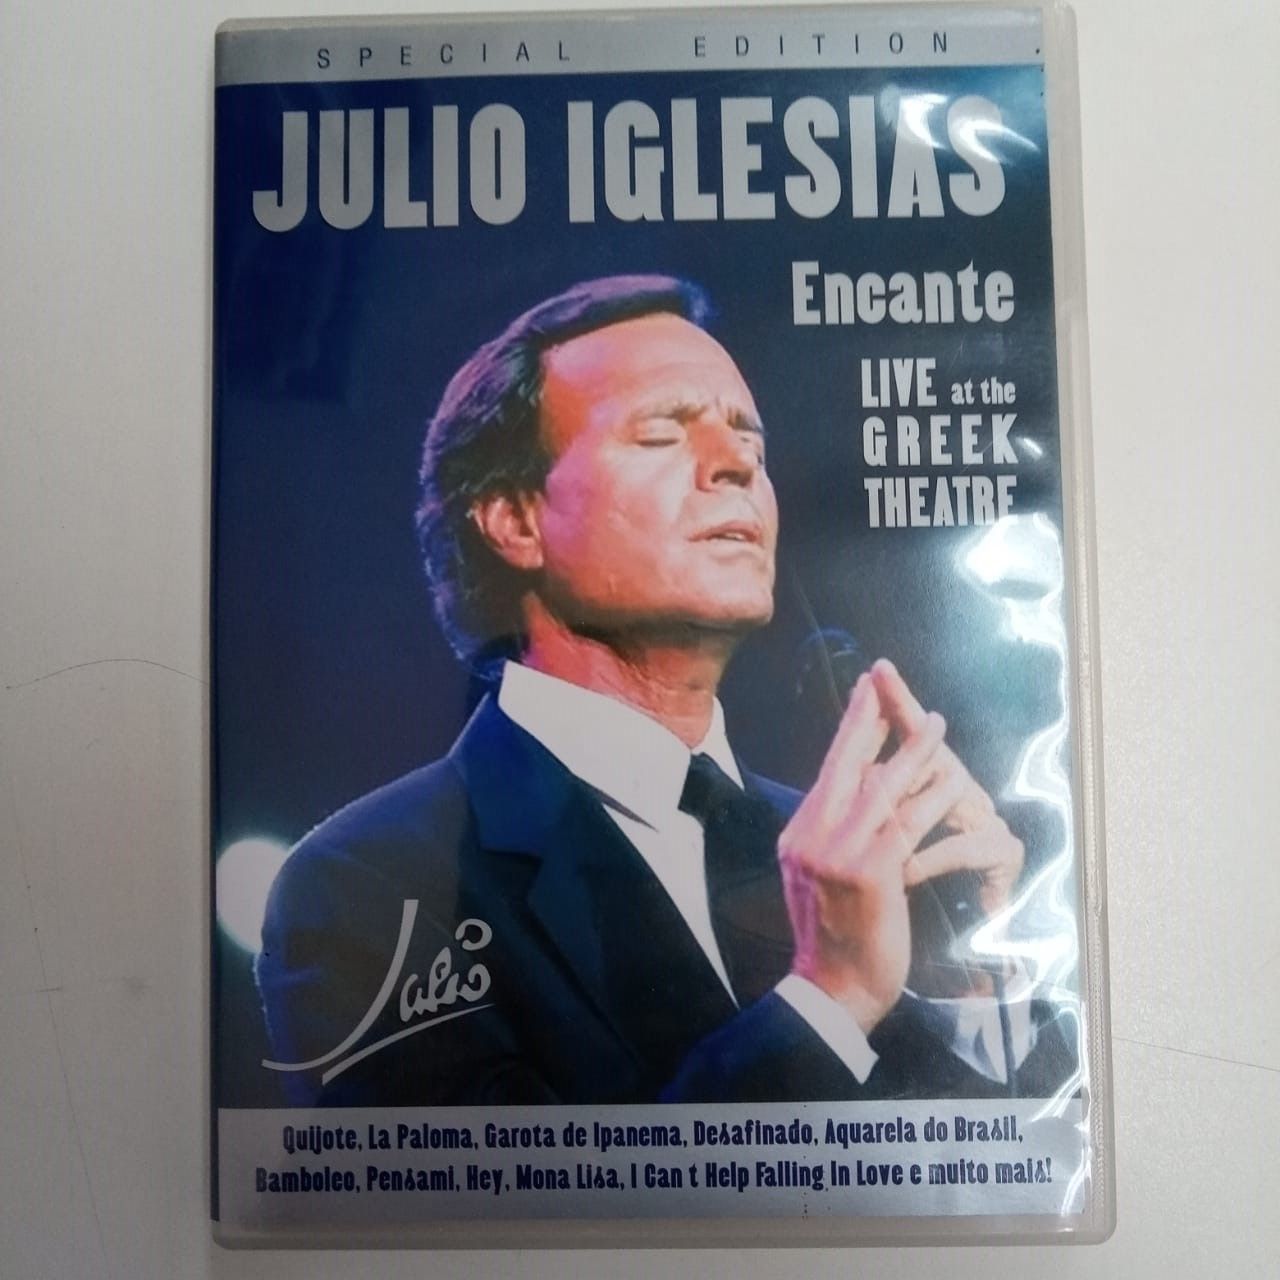 SPECIAL EDITION
JULIO IGLESIAS
Encante
LIVE at the
GREEK
THEATRE
Julio
Quijote, La Paloma, Garota de Ipanema, Desafinado, Aquarela do Brasil,
Bamboleo, Pensami, Hey, Mona Lisa, I Can t Help Falling In Love e muito mais!